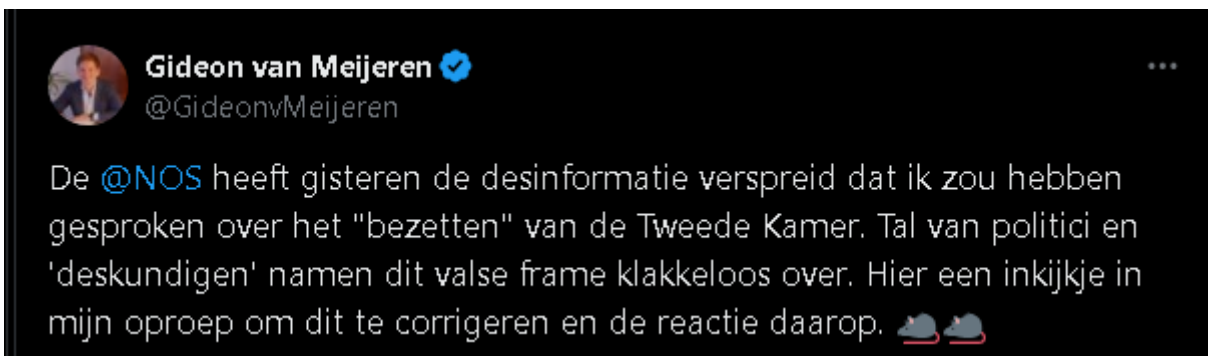 Gideon van Meijeren
@GideonvMeijeren
De @NOS heeft gisteren de desinformatie verspreid dat ik zou hebben
gesproken over het "bezetten" van de Tweede Kamer. Tal van politici en
'deskundigen' namen dit valse frame klakkeloos over. Hier een inkijkje in
mijn oproep om dit te corrigeren en de reactie daarop. 🐀🐀